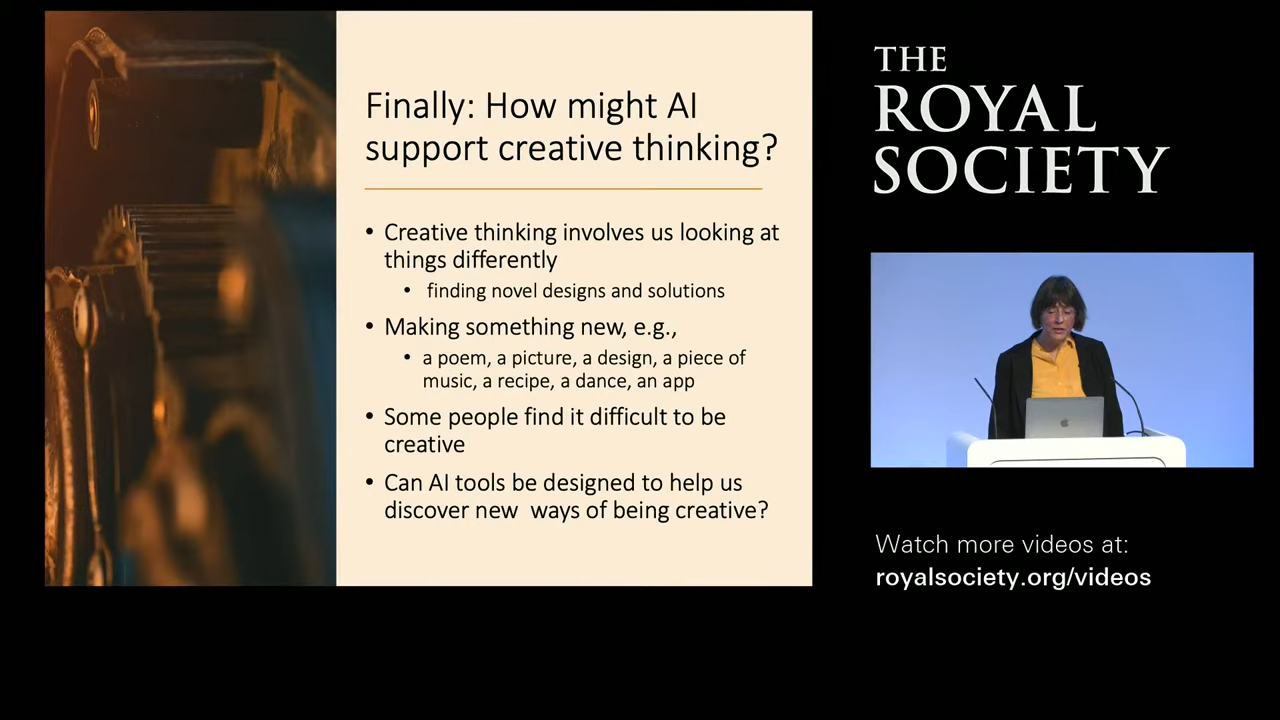 Finally: How might AI
support creative thinking?
• Creative thinking involves us looking at
things differently
• finding novel designs and solutions
• Making something new, e.g.,
• a poem, a picture, a design, a piece of
music, a recipe, a dance, an app
• Some people find it difficult to be
creative
• Can AI tools be designed to help us
discover new  ways of being creative?
THE
ROYAL
SOCIETY
Watch more videos at:
royalsociety.org/videos